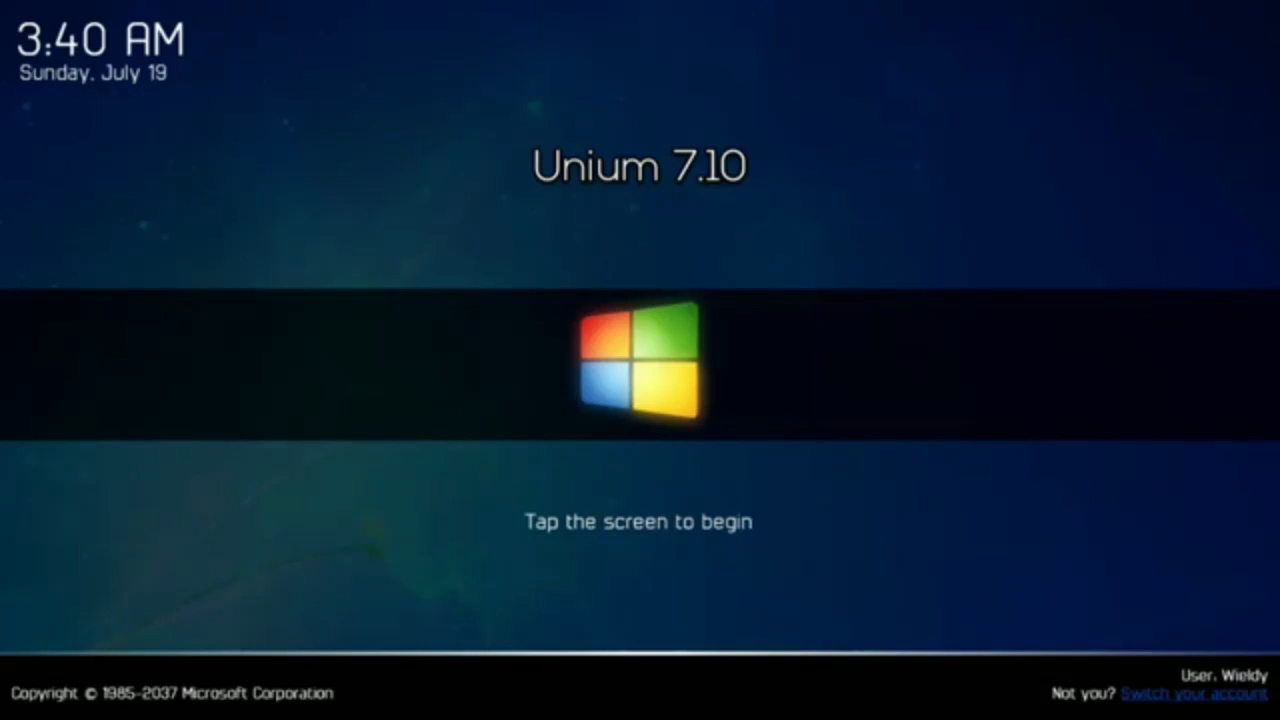 3:40 AM
Sunday, July 19
Unium 7.10
Tap the screen to begin
User. Wieldy
Copyright © 1985-2037 Microsoft Corporation
Not you? Switch your account